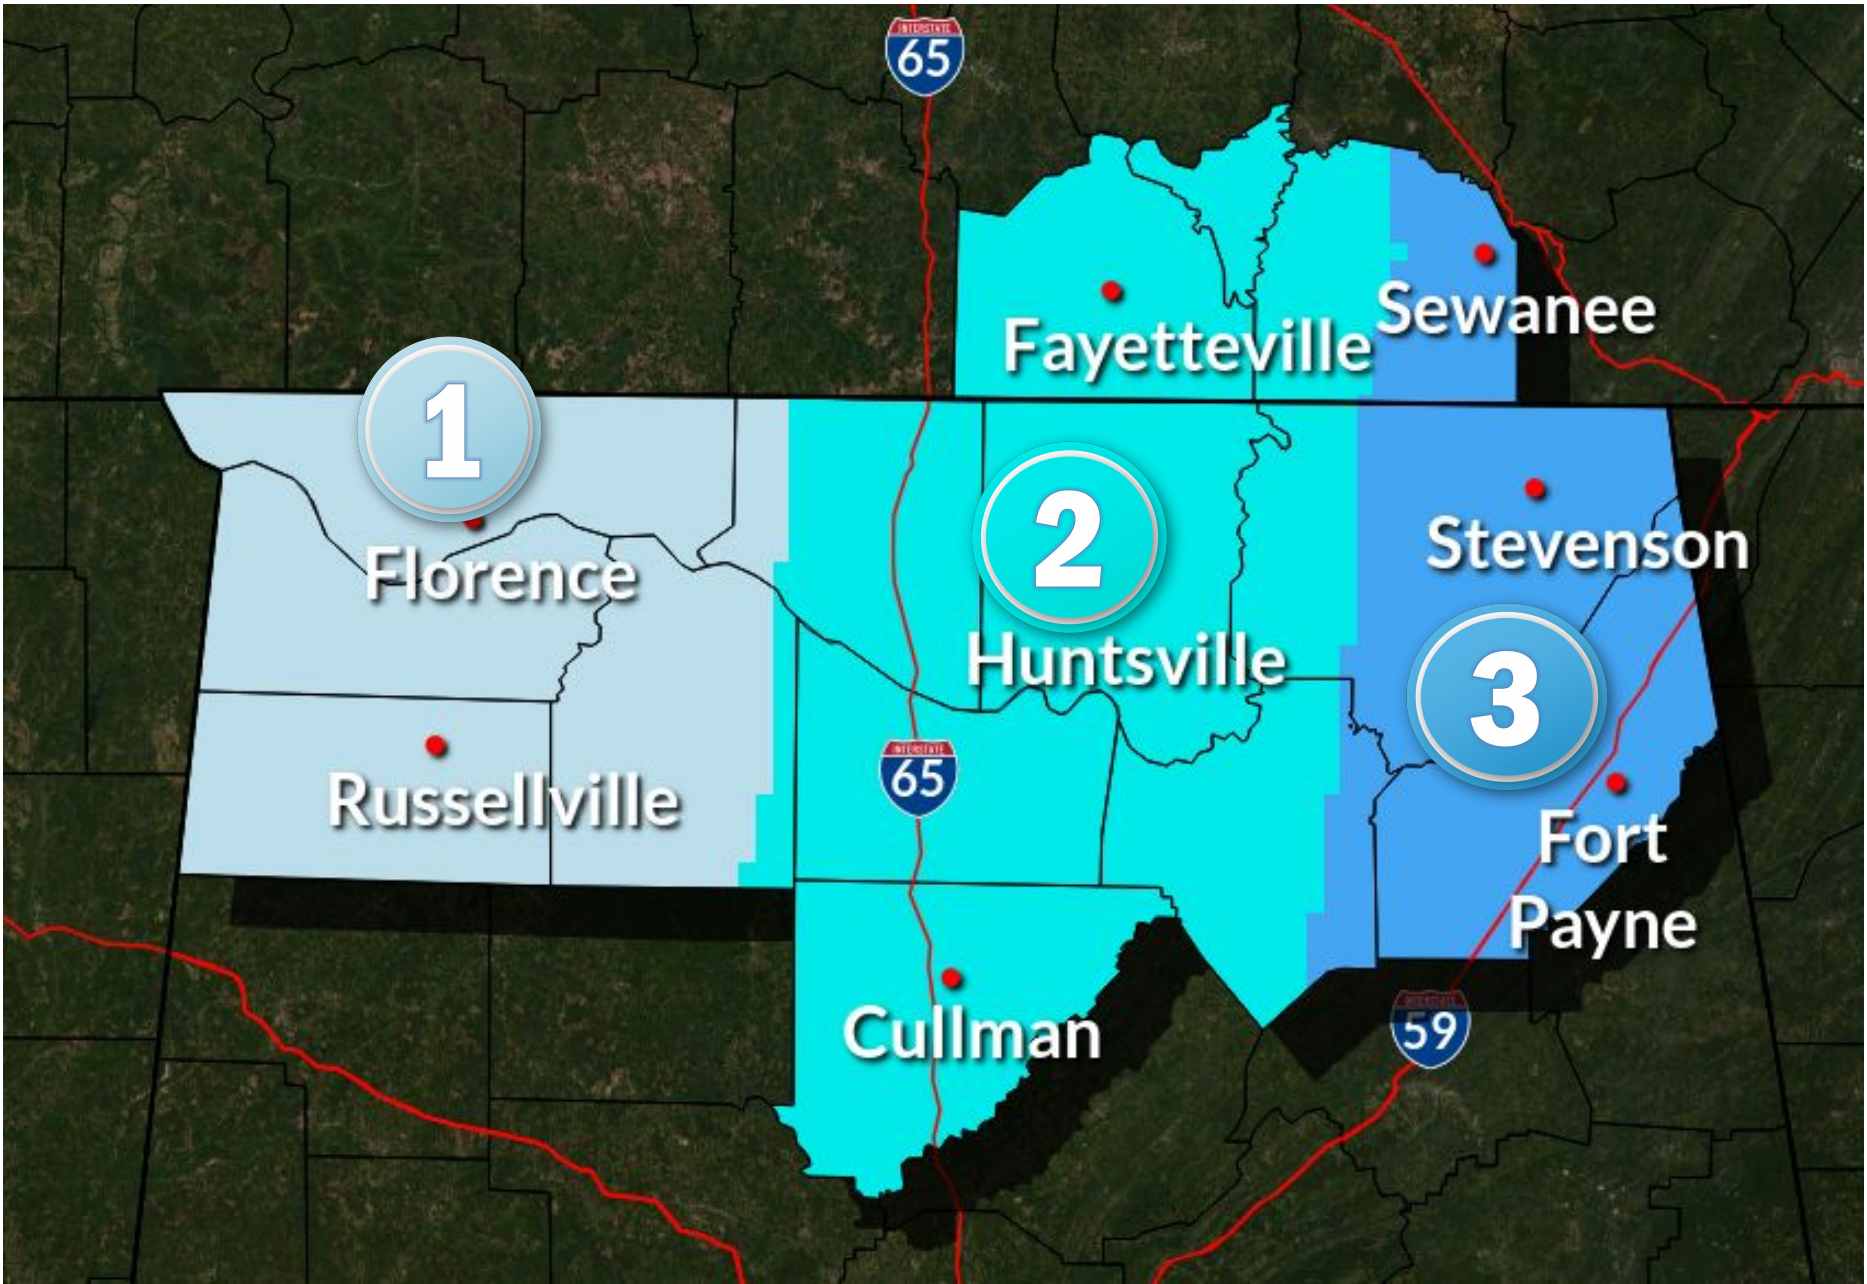 INTERSTATE
65
Sewanee
Fayetteville
1
2
Stevenson
Florence
Huntsville
3
INTERSTATE
65
Russellville
Fort
Payne
Cullman
INTERSTATE
59